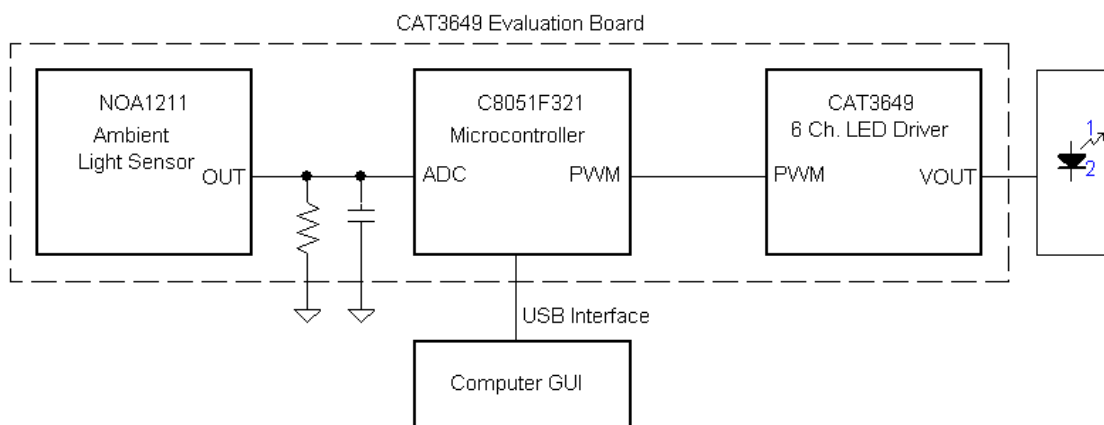 CAT3649 Evaluation Board
NOA1211
Ambient
Light Sensor
OUT
C8051F321
Microcontroller
ADC
PWM
CAT3649
6 Ch. LED Driver
PWM
VOUT
1
2
USB Interface
Computer GUI